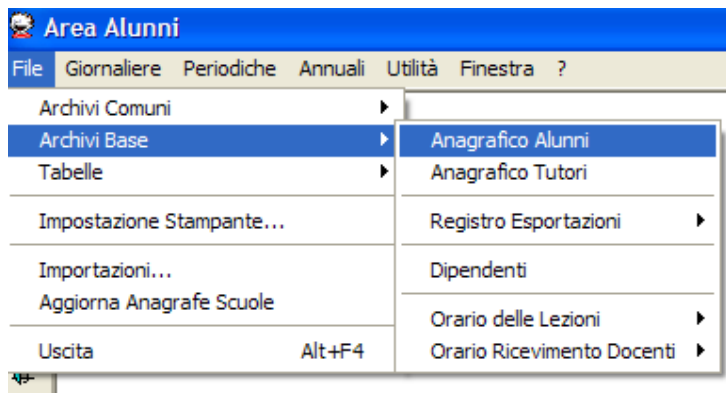 Area Alunni
File Giornaliere Periodiche Annuali Utilità Finestra ?
Archivi Comuni
Archivi Base
Tabelle
Impostazione Stampante...
Importazioni...
Aggiorna Anagrafe Scuole
Uscita Alt+F4
Anagrafico Alunni
Anagrafico Tutori
Registro Esportazioni
Dipendenti
Orario delle Lezioni
Orario Ricevimento Docenti